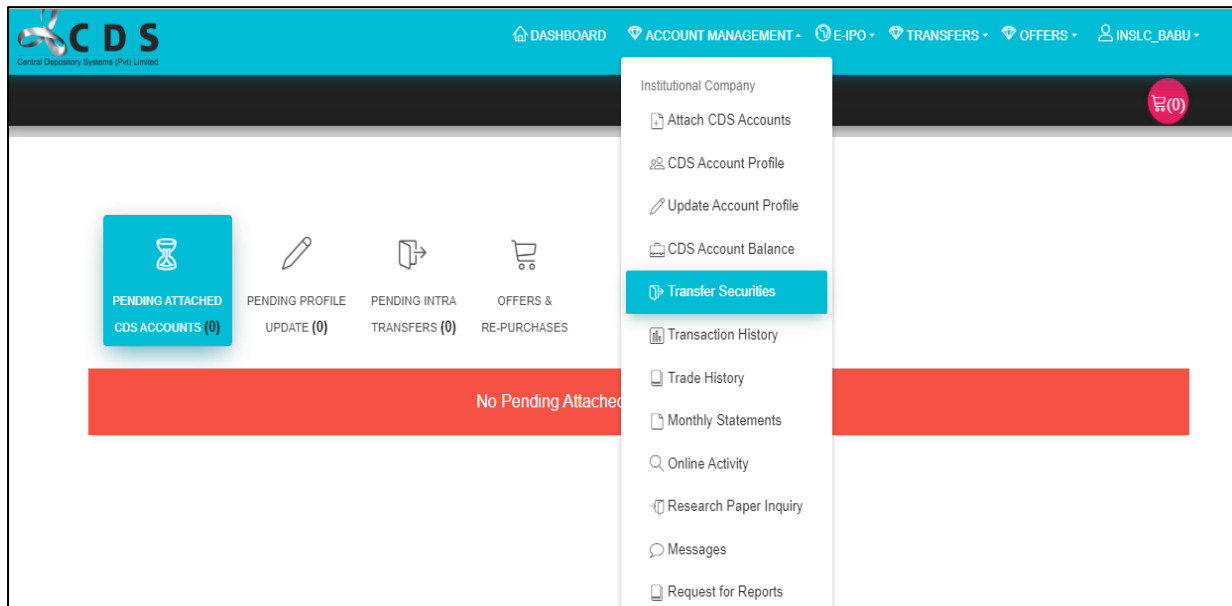 CDS
Central Depository Systems (Pvt) Limited
DASHBOARD
ACCOUNT MANAGEMENT
E-IPO
TRANSFERS
OFFERS
INSLC_BABU
(0)
Institutional Company
Attach CDS Accounts
CDS Account Profile
Update Account Profile
CDS Account Balance
Transfer Securities
Transaction History
Trade History
Monthly Statements
Online Activity
Research Paper Inquiry
Messages
Request for Reports
PENDING ATTACHED
CDS ACCOUNTS (0)
PENDING PROFILE
UPDATE (0)
PENDING INTRA
TRANSFERS (0)
OFFERS &
RE-PURCHASES
No Pending Attached